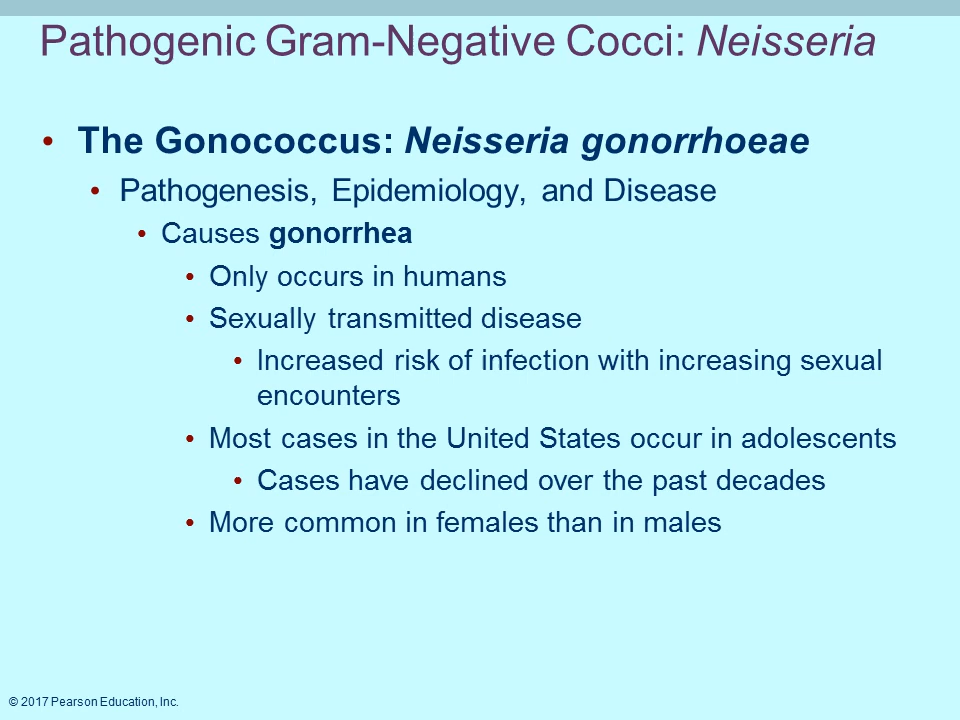 Pathogenic Gram-Negative Cocci: Neisseria
• The Gonococcus: Neisseria gonorrhoeae
• Pathogenesis, Epidemiology, and Disease
• Causes gonorrhea
• Only occurs in humans
• Sexually transmitted disease
• Increased risk of infection with increasing sexual
encounters
• Most cases in the United States occur in adolescents
• Cases have declined over the past decades
• More common in females than in males
© 2017 Pearson Education, Inc.